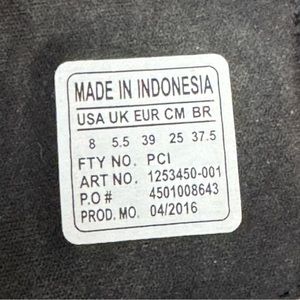 MADE IN INDONESIA
USA UK EUR CM BR
8 5.5 39 25 37.5
FTY NO. PCI
ART NO. 1253450-001
P.O # 4501008643
PROD. MO. 04/2016